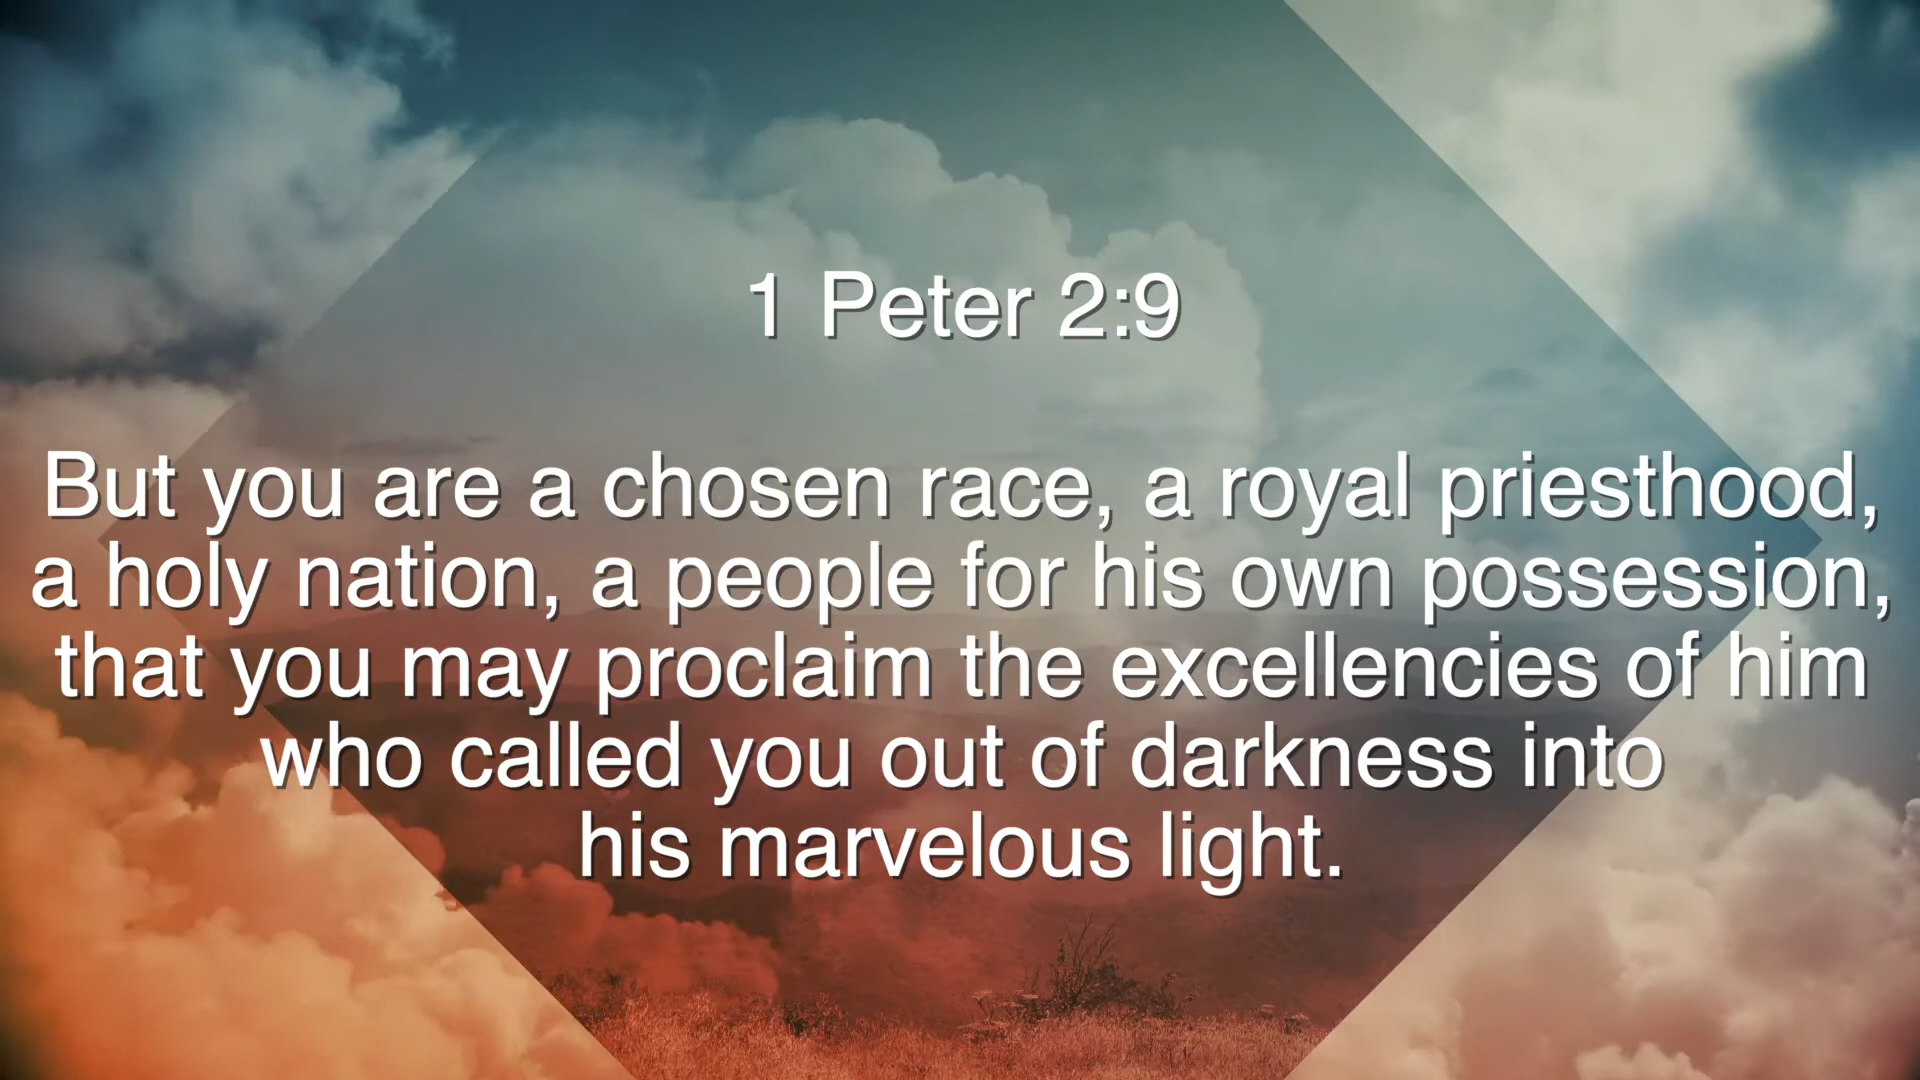 1 Peter 2:9
But you are a chosen race, a royal priesthood,
a holy nation, a people for his own possession,
that you may proclaim the excellencies of him
who called you out of darkness into
his marvelous light.